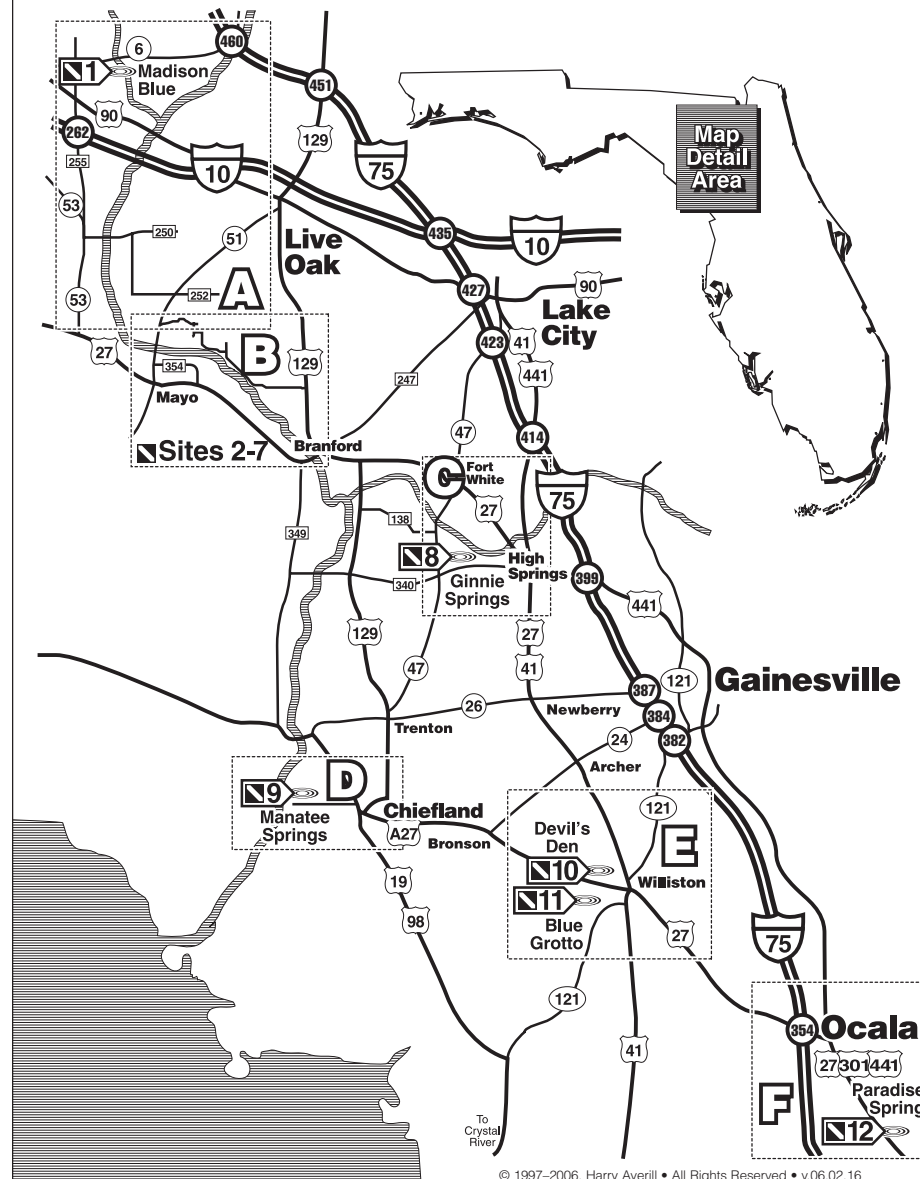 460
6
1
Madison
Blue
451
90
129
262
255
10
75
Map
Detail
Area
53
250
51
435
10
Live
Oak
252
A
53
427
90
Lake
City
27
B
129
423
41
354
247
441
Mayo
47
414
Sites 2-7
Branford
C
Fort
White
27
75
349
138
8
High
Springs
399
340
Ginnie
Springs
441
129
27
41
47
121
387
Gainesville
26
Newberry
384
Trenton
24
382
Archer
D
9
Chiefland
121
Manatee
Springs
A27
Devil's
Den
E
Bronson
10
19
Williston
11
98
Blue
Grotto
27
75
121
354
Ocala
41
27 301 441
F
Paradise
Spring
12
To
Crystal
River
© 1997–2006, Harry Averill • All Rights Reserved • v.06.02.16.